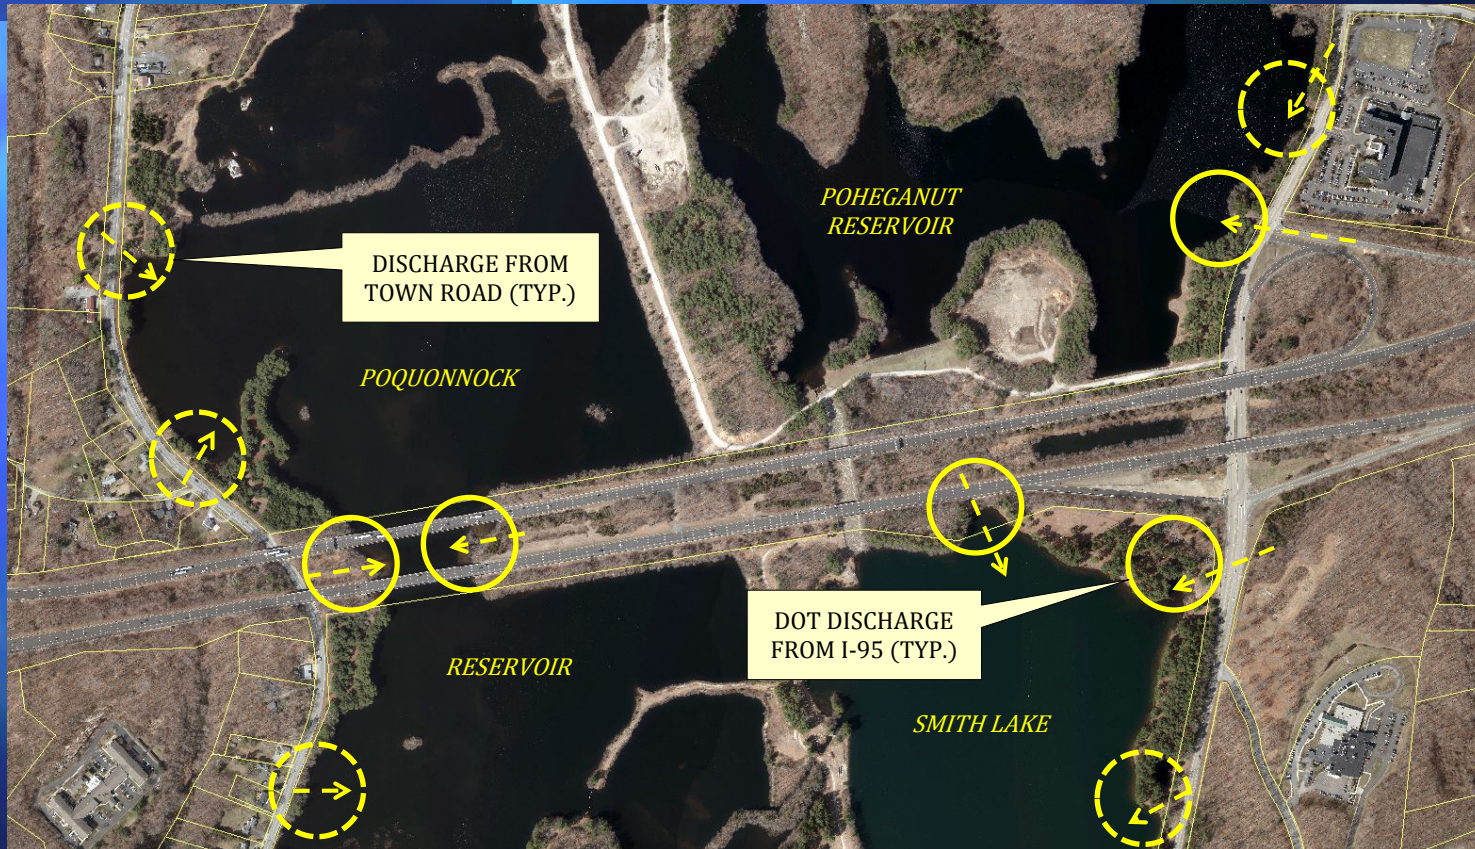 POHEGANUT
RESERVOIR
DISCHARGE FROM
TOWN ROAD (TYP.)
POQUONNOCK
RESERVOIR
DOT DISCHARGE
FROM I-95 (TYP.)
SMITH LAKE